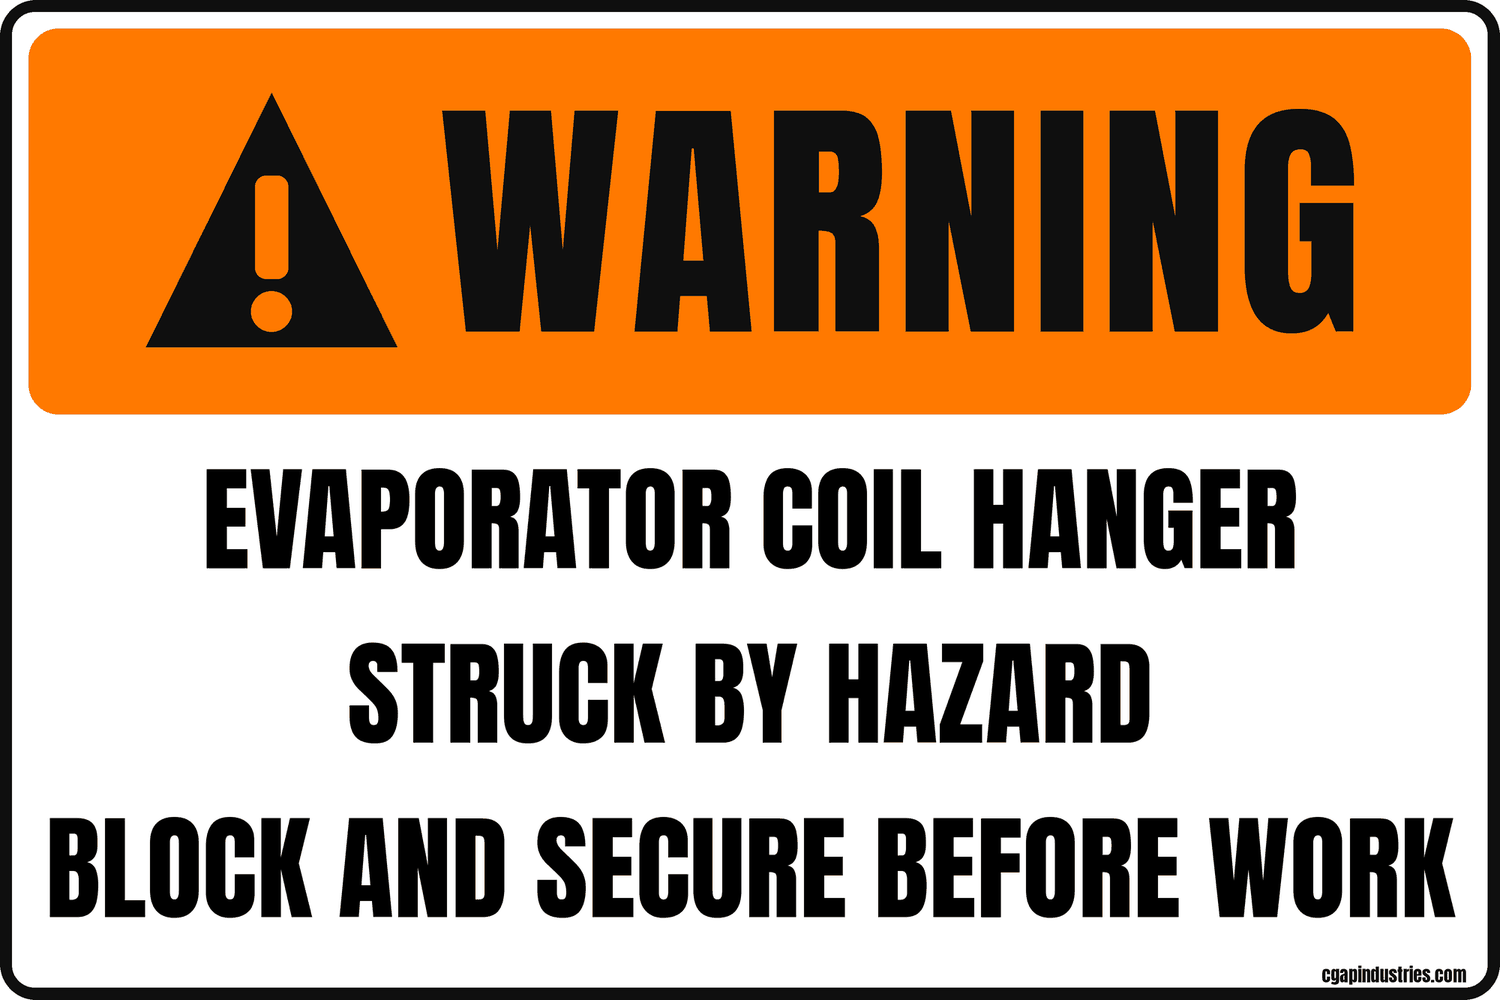 WARNING
EVAPORATOR COIL HANGER
STRUCK BY HAZARD
BLOCK AND SECURE BEFORE WORK
cgapindustries.com